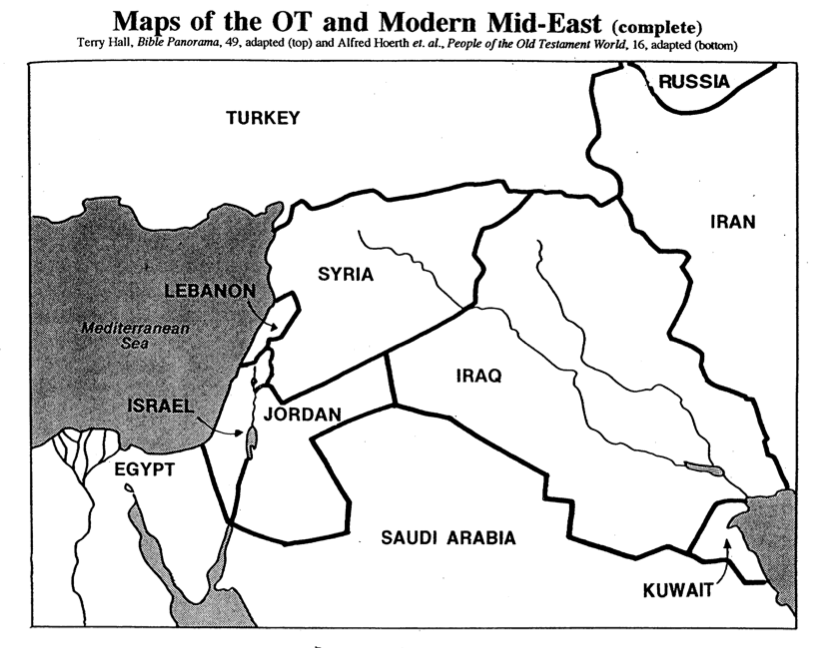 Maps of the OT and Modern Mid-East (complete)
Terry Hall, Bible Panorama, 49, adapted (top) and Alfred Hoerth et. al., People of the Old Testament World, 16, adapted (bottom)
RUSSIA
TURKEY
IRAN
SYRIA
LEBANON
Mediterranean
Sea
IRAQ
ISRAEL
JORDAN
EGYPT
SAUDI ARABIA
KUWAIT